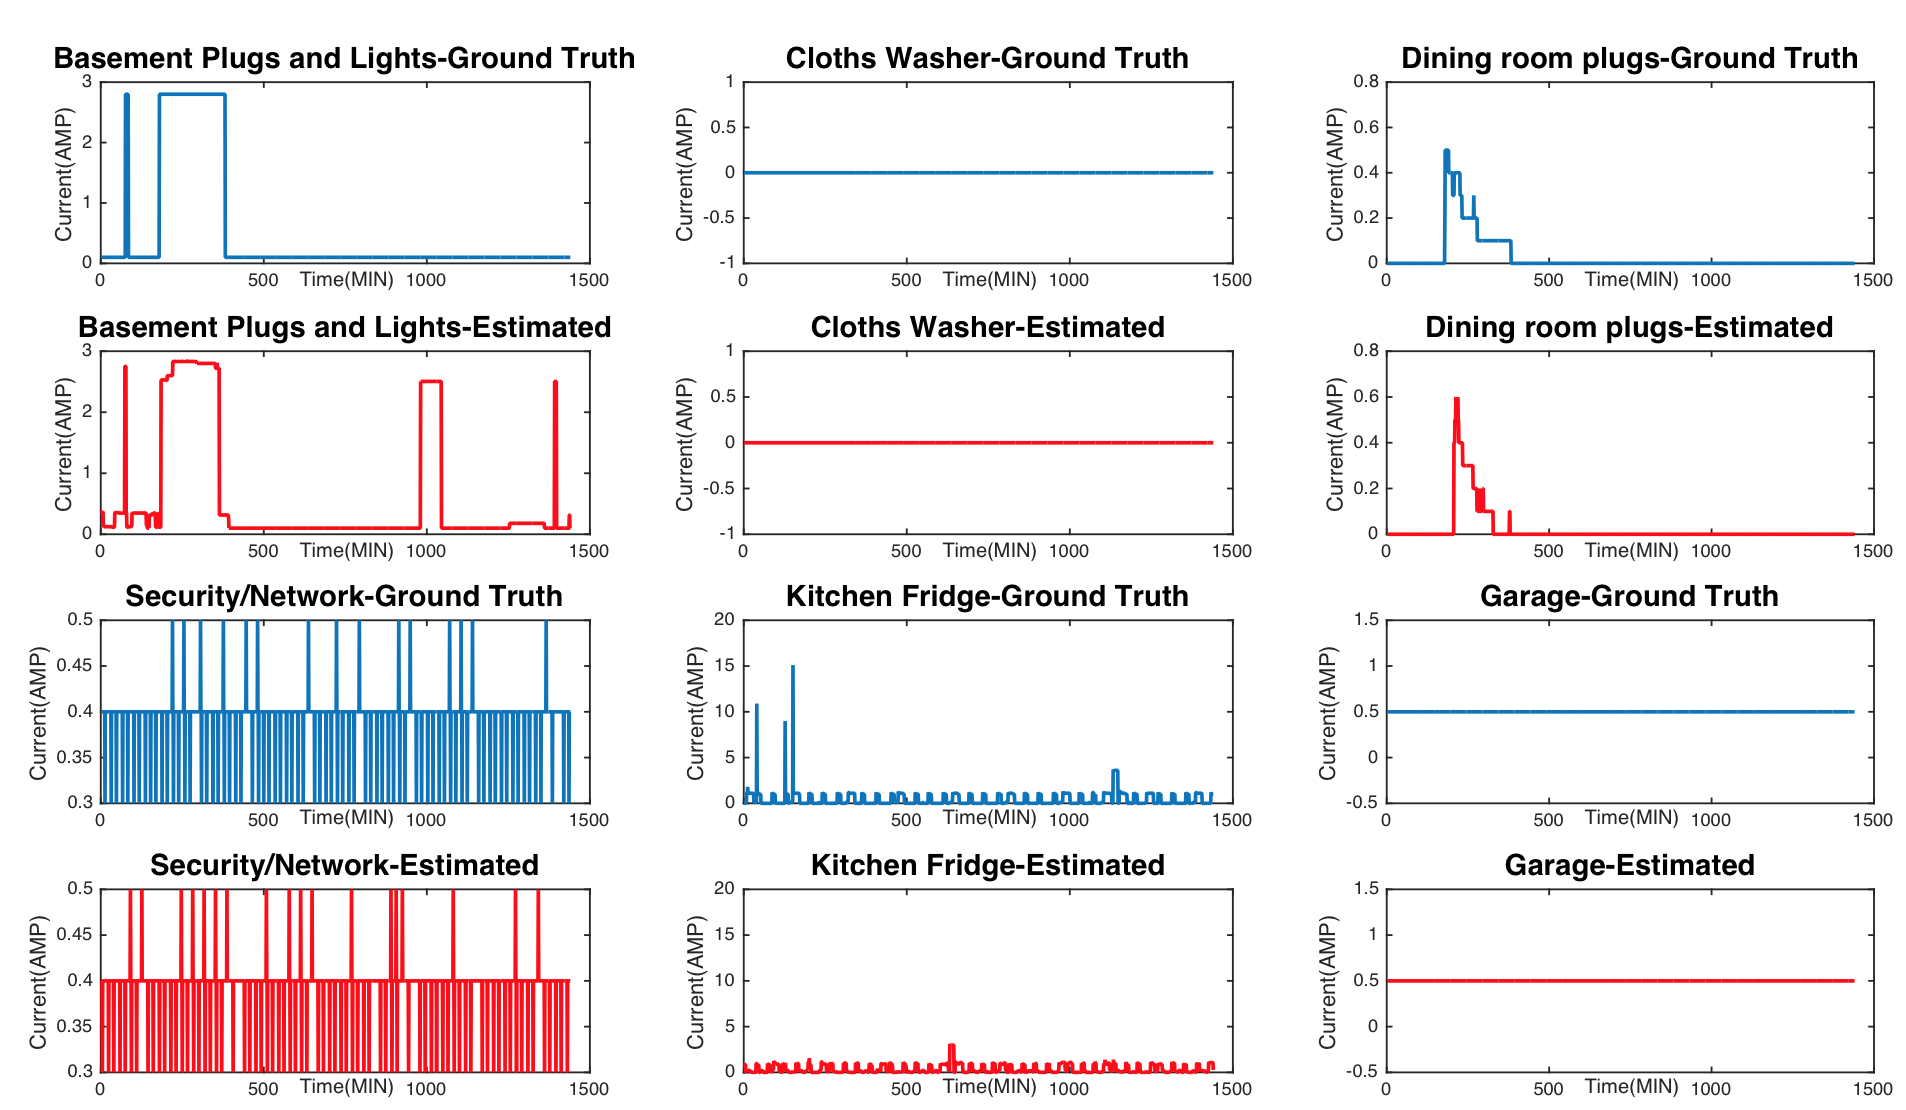 Basement Plugs and Lights-Ground Truth
Current(AMP)
3
2
1
0
0 500 Time(MIN) 1000 1500
Cloths Washer-Ground Truth
Current(AMP)
1
0.5
0
-0.5
-1
0 500 Time(MIN) 1000 1500
Dining room plugs-Ground Truth
Current(AMP)
0.8
0.6
0.4
0.2
0
0 500 Time(MIN) 1000 1500
Basement Plugs and Lights-Estimated
Current(AMP)
3
2
1
0
0 500 Time(MIN) 1000 1500
Cloths Washer-Estimated
Current(AMP)
1
0.5
0
-0.5
-1
0 500 Time(MIN) 1000 1500
Dining room plugs-Estimated
Current(AMP)
0.8
0.6
0.4
0.2
0
0 500 Time(MIN) 1000 1500
Security/Network-Ground Truth
Current(AMP)
0.5
0.45
0.4
0.35
0.3
0 500 Time(MIN) 1000 1500
Kitchen Fridge-Ground Truth
Current(AMP)
20
15
10
5
0
0 500 Time(MIN) 1000 1500
Garage-Ground Truth
Current(AMP)
1.5
1
0.5
0
-0.5
0 500 Time(MIN) 1000 1500
Security/Network-Estimated
Current(AMP)
0.5
0.45
0.4
0.35
0.3
0 500 Time(MIN) 1000 1500
Kitchen Fridge-Estimated
Current(AMP)
20
15
10
5
0
0 500 Time(MIN) 1000 1500
Garage-Estimated
Current(AMP)
1.5
1
0.5
0
-0.5
0 500 Time(MIN) 1000 1500